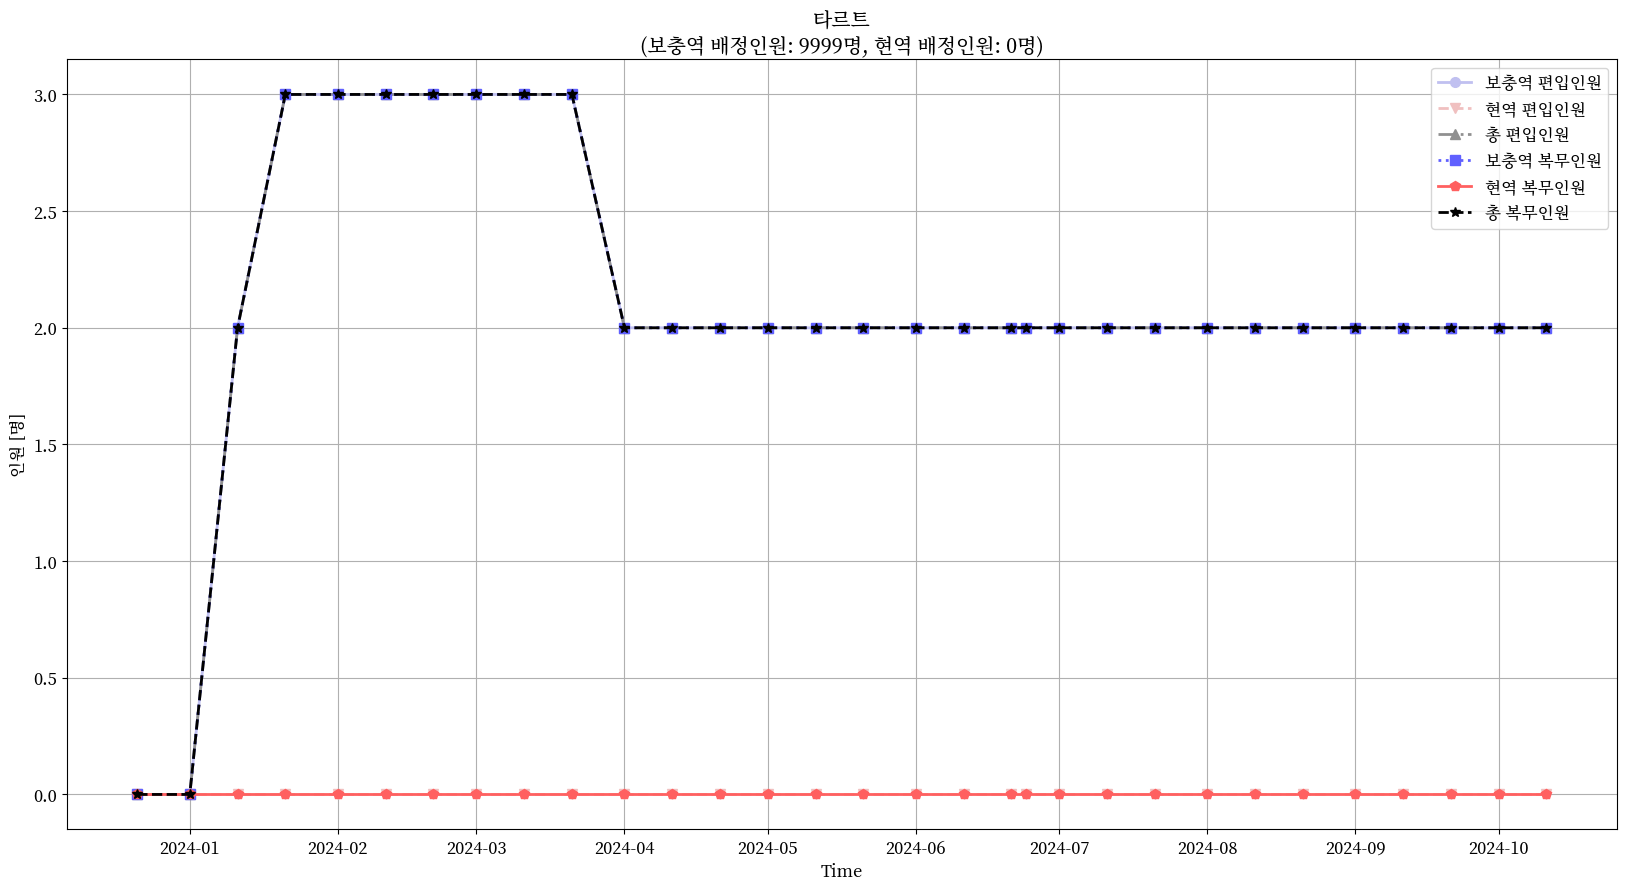 타르트
(보충역 배정인원: 9999명, 현역 배정인원: 0명)
보충역 편입인원
현역 편입인원
총 편입인원
보충역 복무인원
현역 복무인원
총 복무인원
인원 [명]
3.0
2.5
2.0
1.5
1.0
0.5
0.0
2024-01
2024-02
2024-03
2024-04
2024-05
2024-06
2024-07
2024-08
2024-09
2024-10
Time